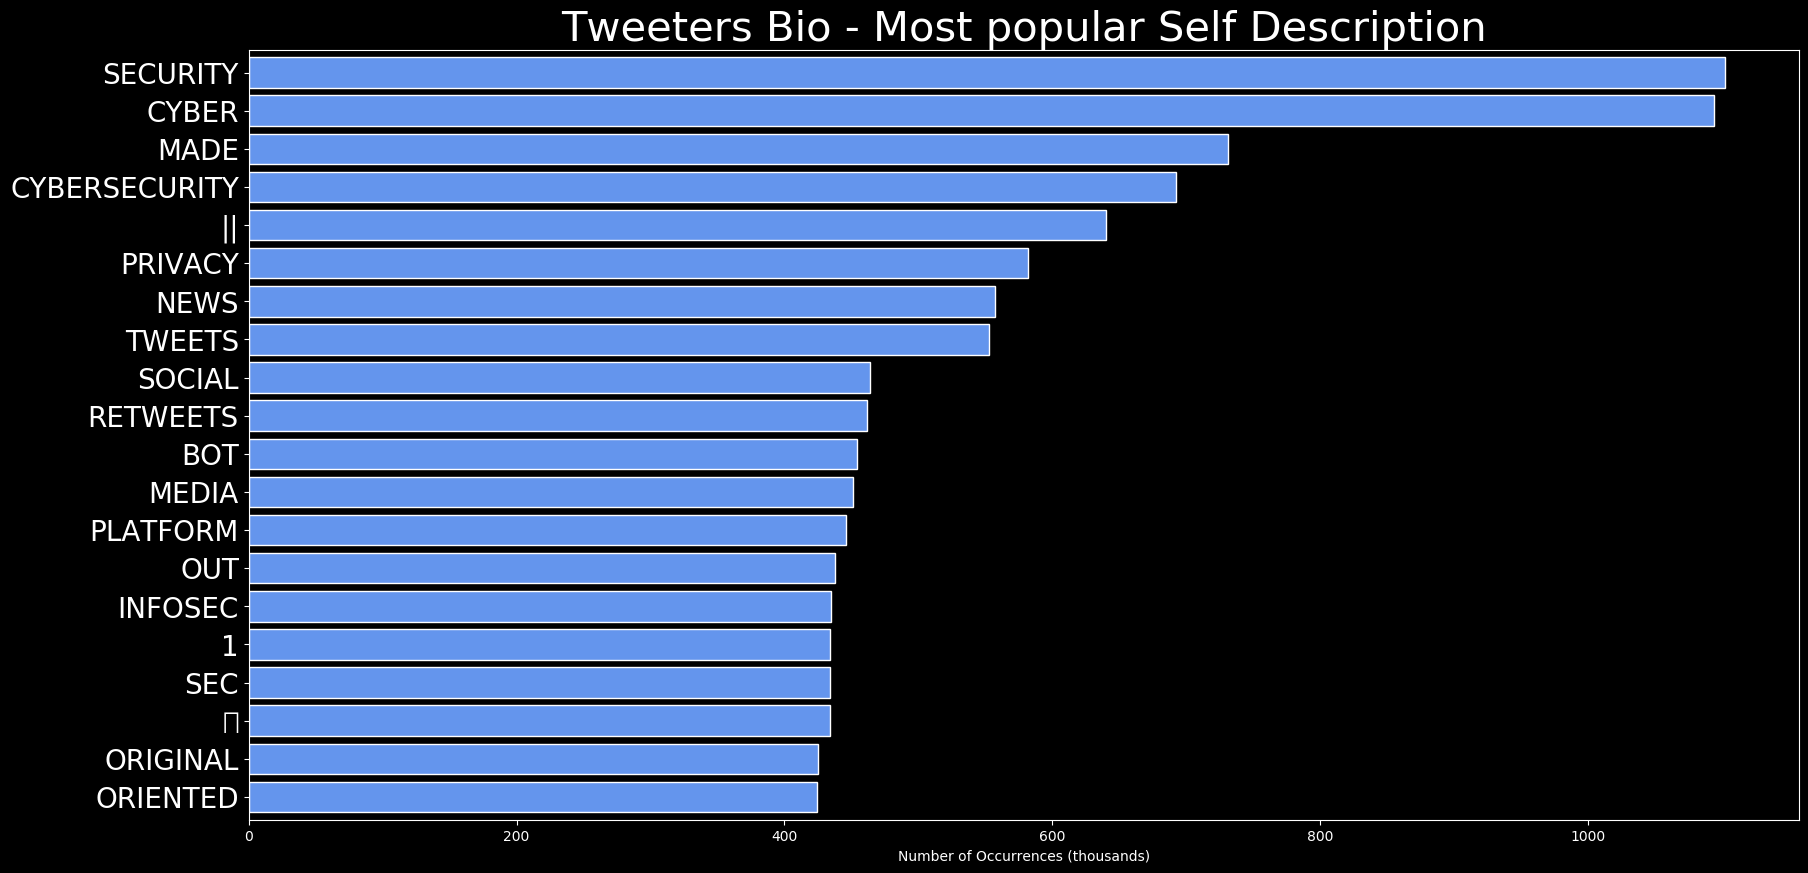 Tweeters Bio - Most popular Self Description
SECURITY
CYBER
MADE
CYBERSECURITY
||
PRIVACY
NEWS
TWEETS
SOCIAL
RETWEETS
BOT
MEDIA
PLATFORM
OUT
INFOSEC
1
SEC
ORIGINAL
ORIENTED
0 200 400 600 800 1000
Number of Occurrences (thousands)